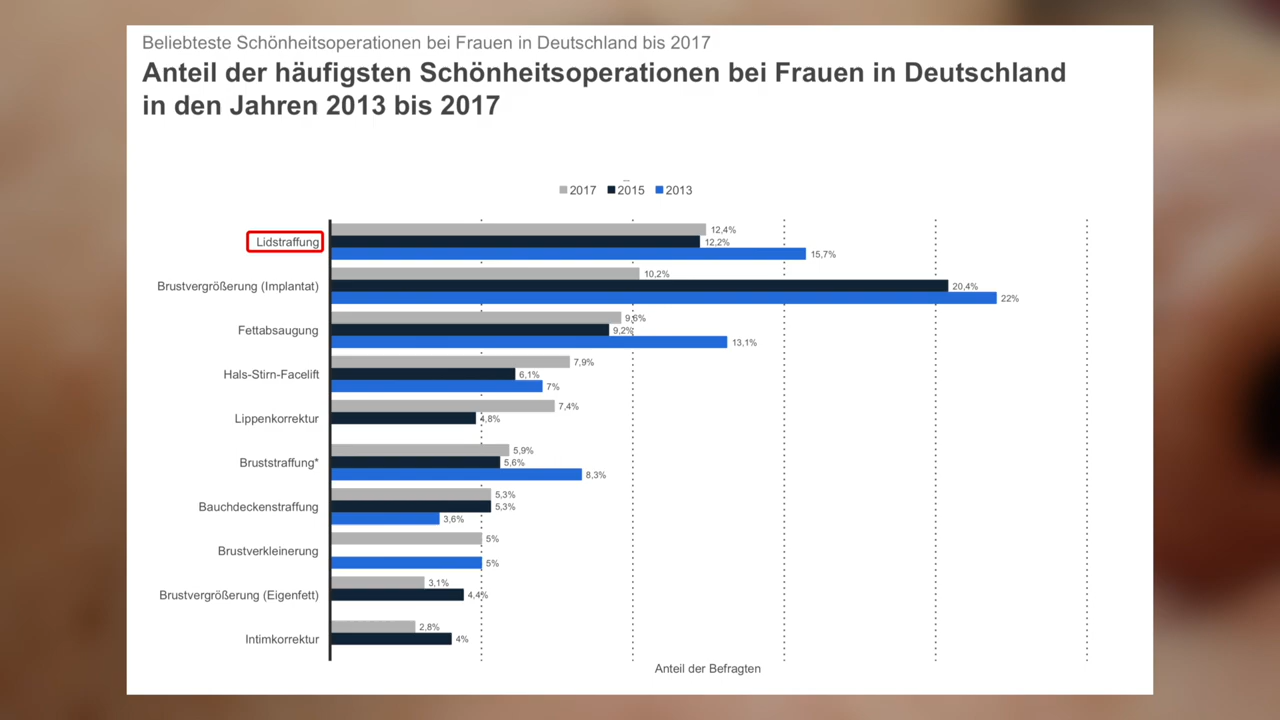 Beliebteste Schönheitsoperationen bei Frauen in Deutschland bis 2017
Anteil der häufigsten Schönheitsoperationen bei Frauen in Deutschland
in den Jahren 2013 bis 2017
2017 2015 2013
Lidstraffung
12,4%
12,2%
15,7%
Brustvergrößerung (Implantat)
10,2%
20,4%
22%
Fettabsaugung
9,6%
9,2%
13,1%
Hals-Stirn-Facelift
7,9%
6,1%
7%
Lippenkorrektur
7,4%
4,8%
Bruststraffung*
5,9%
5,6%
8,3%
Bauchdeckenstraffung
5,3%
5,3%
3,6%
Brustverkleinerung
5%
5%
Brustvergrößerung (Eigenfett)
3,1%
4,4%
Intimkorrektur
2,8%
4%
Anteil der Befragten